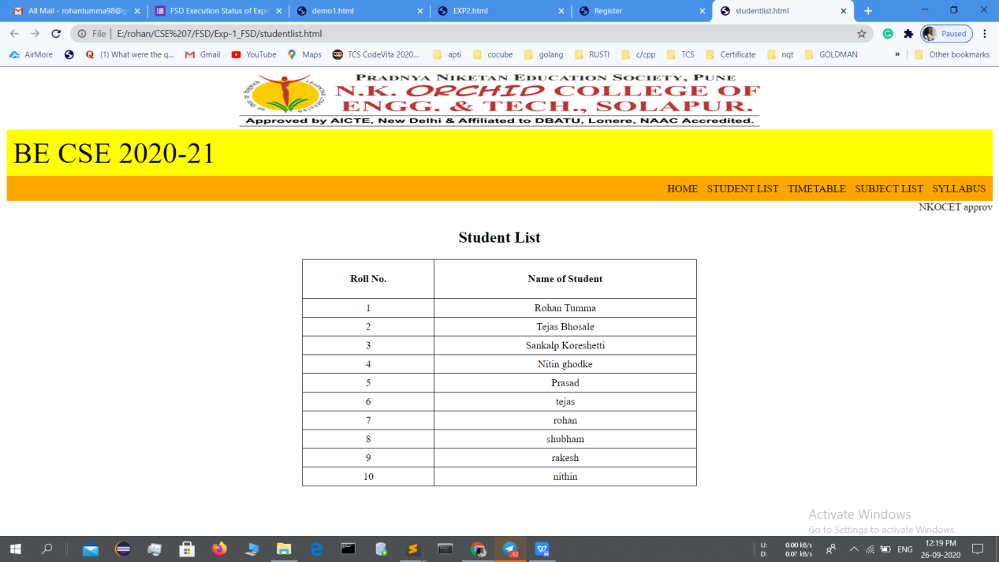 All Mail - rohantumma98@g
FSD Execution Status of Expe
demo1.html
EXP2.html
Register
studentlist.html
File | E:/rohan/CSE%207/FSD/Exp-1_FSD/studentlist.html
Paused
AirMore
(1) What were the q...
Gmail
YouTube
Maps
TCS CodeVita 2020...
apti
cocube
golang
RUSTI
c/cpp
TCS
Certificate
nqt
GOLDMAN
»
Other bookmarks
PRADNYA NIKETAN EDUCATION SOCIETY, PUNE
N.K. ORCHID COLLEGE OF
ENGG. & TECH., SOLAPUR.
Approved by AICTE, New Delhi & Affiliated to DBATU, Lonere, NAAC Accredited.
BE CSE 2020-21
HOME STUDENT LIST TIMETABLE SUBJECT LIST SYLLABUS
NKOCET approv
Student List
Roll No. Name of Student
1 Rohan Tumma
2 Tejas Bhosale
3 Sankalp Koreshetti
4 Nitin ghodke
5 Prasad
6 tejas
7 rohan
8 shubham
9 rakesh
10 nithin
Activate Windows
Go to Settings to activate Windows.
82
U: 0.00 kB/s
D: 0.07 kB/s
ENG
12:19 PM
26-09-2020